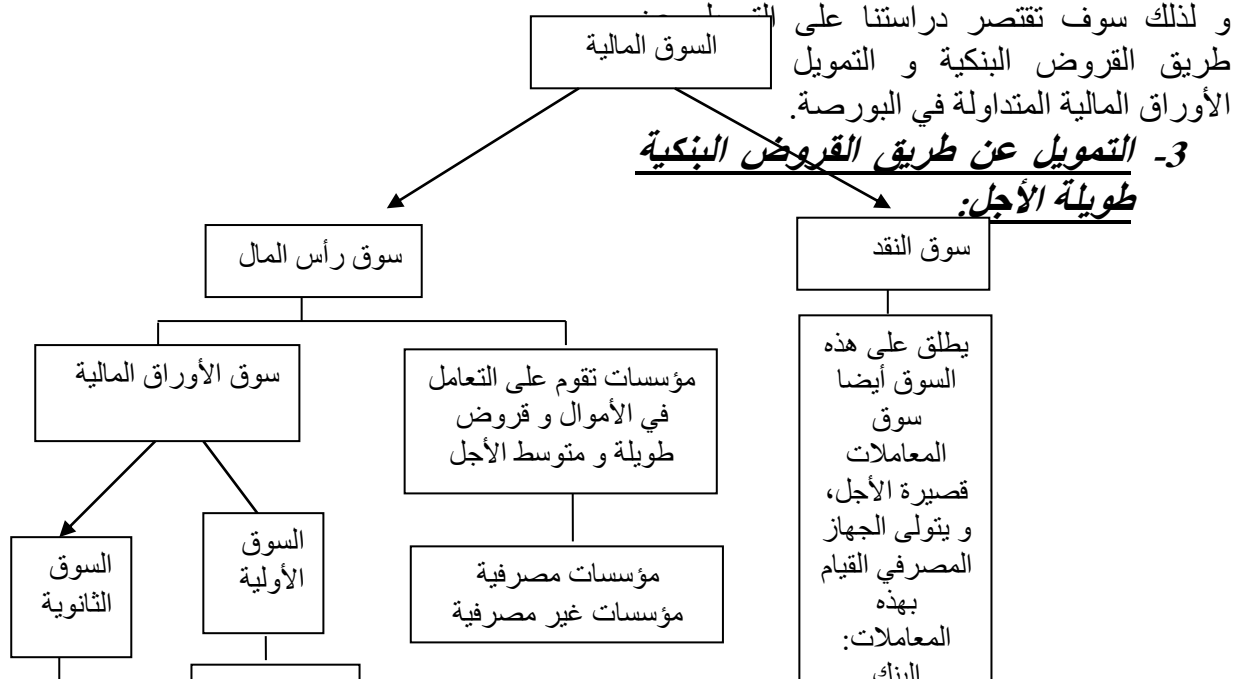 و لذلك سوف تقتصر دراستنا على
طريق القروض البنكية و التمويل
الأوراق المالية المتداولة في البورصة.
3- التمويل عن طريق القروض البنكية
طويلة الأجل:
السوق المالية
سوق النقد
سوق رأس المال
يطلق على هذه
السوق أيضا
سوق
المعاملات
قصيرة الأجل،
و يتولى الجهاز
المصرفي القيام
بهذه
المعاملات:
مؤسسات تقوم على التعامل
في الأموال و قروض
طويلة و متوسط الأجل
سوق الأوراق المالية
مؤسسات مصرفية
مؤسسات غير مصرفية
السوق
الأولية
السوق
الثانوية